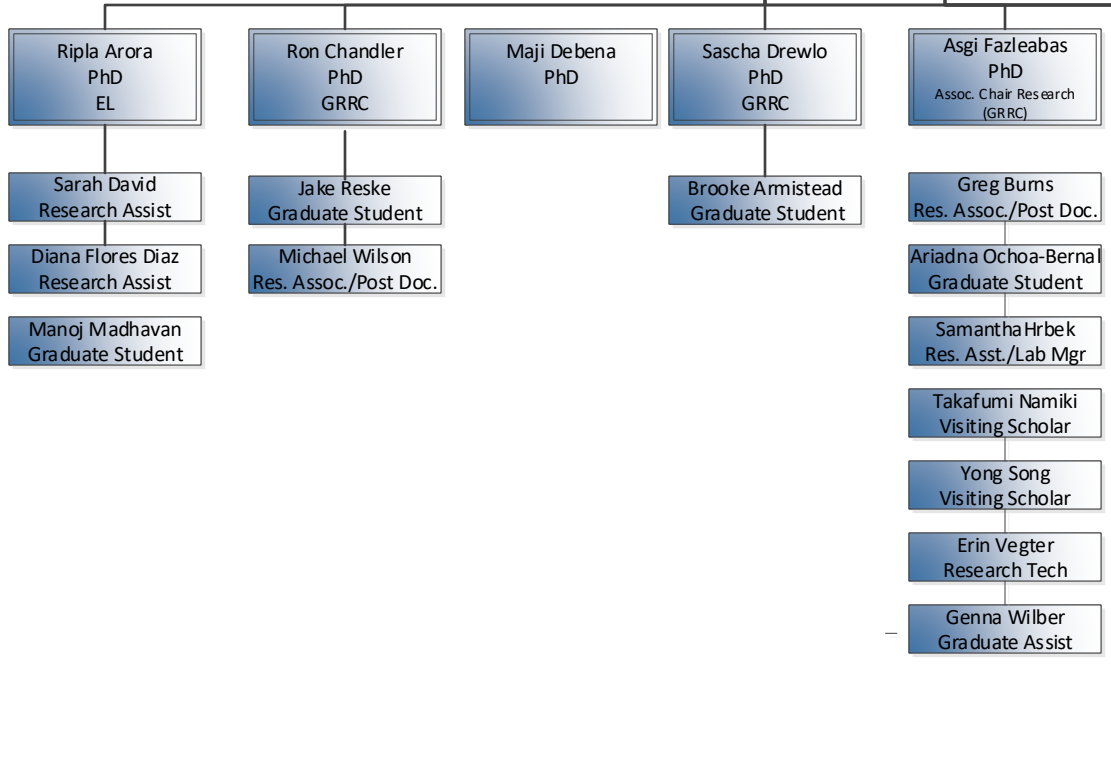 Ripla Arora
PhD
EL
Ron Chandler
PhD
GRRC
Maji Debena
PhD
Sascha Drewlo
PhD
GRRC
Asgi Fazleabas
PhD
Assoc. Chair Research
(GRRC)
Sarah David
Research Assist
Diana Flores Diaz
Research Assist
Manoj Madhavan
Graduate Student
Jake Reske
Graduate Student
Michael Wilson
Res. Assoc./Post Doc.
Brooke Armistead
Graduate Student
Greg Burns
Res. Assoc./Post Doc.
Ariadna Ochoa-Bernal
Graduate Student
SamanthaHrbek
Res. Asst./Lab Mgr
Takafumi Namiki
Visiting Scholar
Yong Song
Visiting Scholar
Erin Vegter
Research Tech
Genna Wilber
Graduate Assist